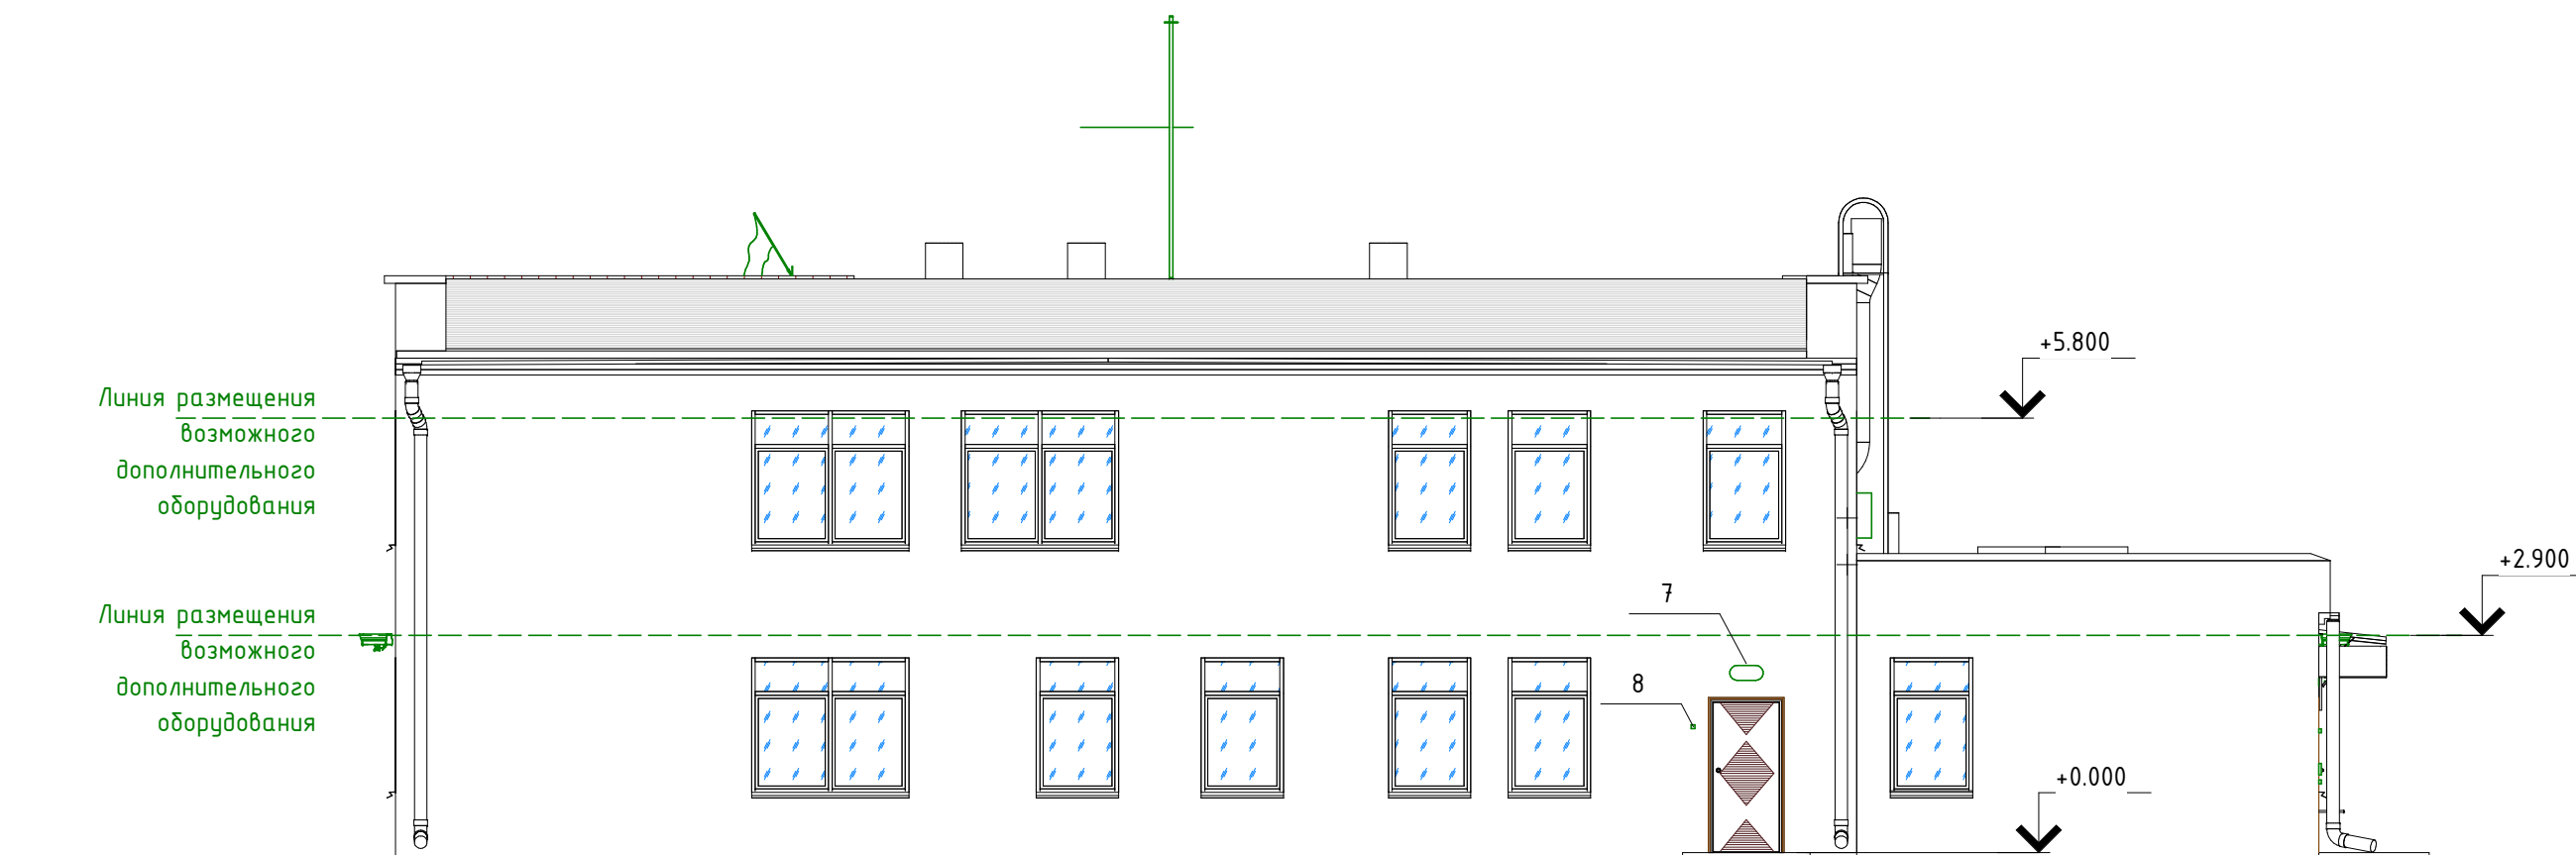 +5.800
Линия размещения
возможного
дополнительного
оборудования
+2.900
7
Линия размещения
возможного
дополнительного
оборудования
8
+0.000